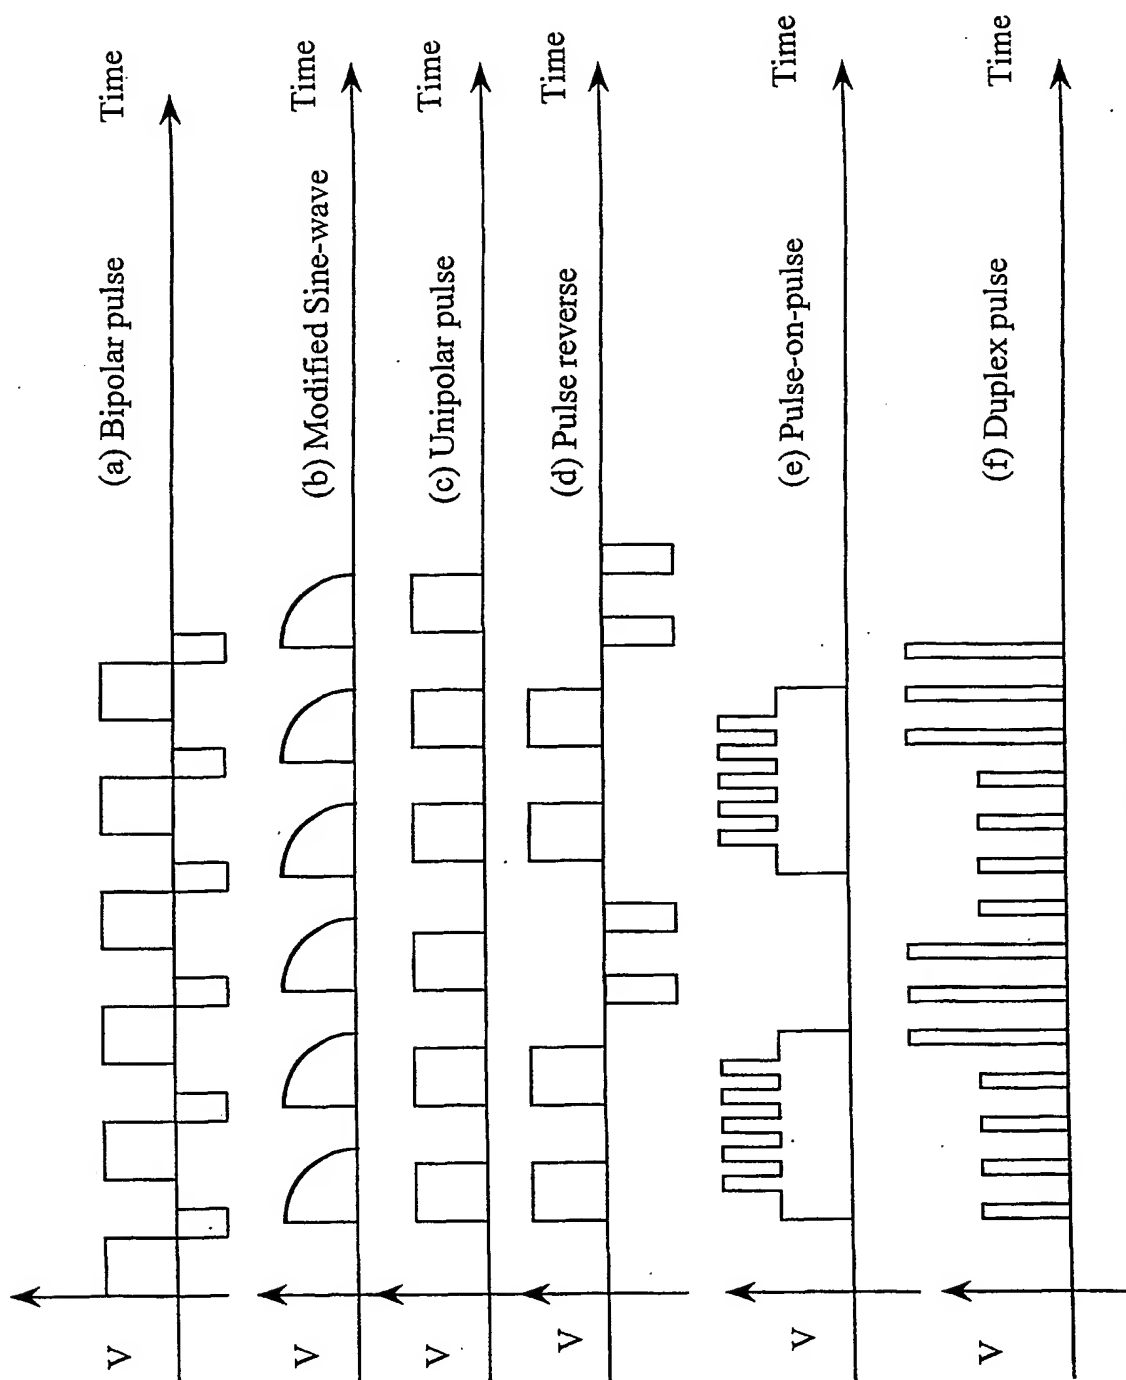 V
(a) Bipolar pulse
Time
V
(b) Modified Sine-wave
Time
V
(c) Unipolar pulse
Time
V
(d) Pulse reverse
Time
V
(e) Pulse-on-pulse
Time
V
(f) Duplex pulse
Time